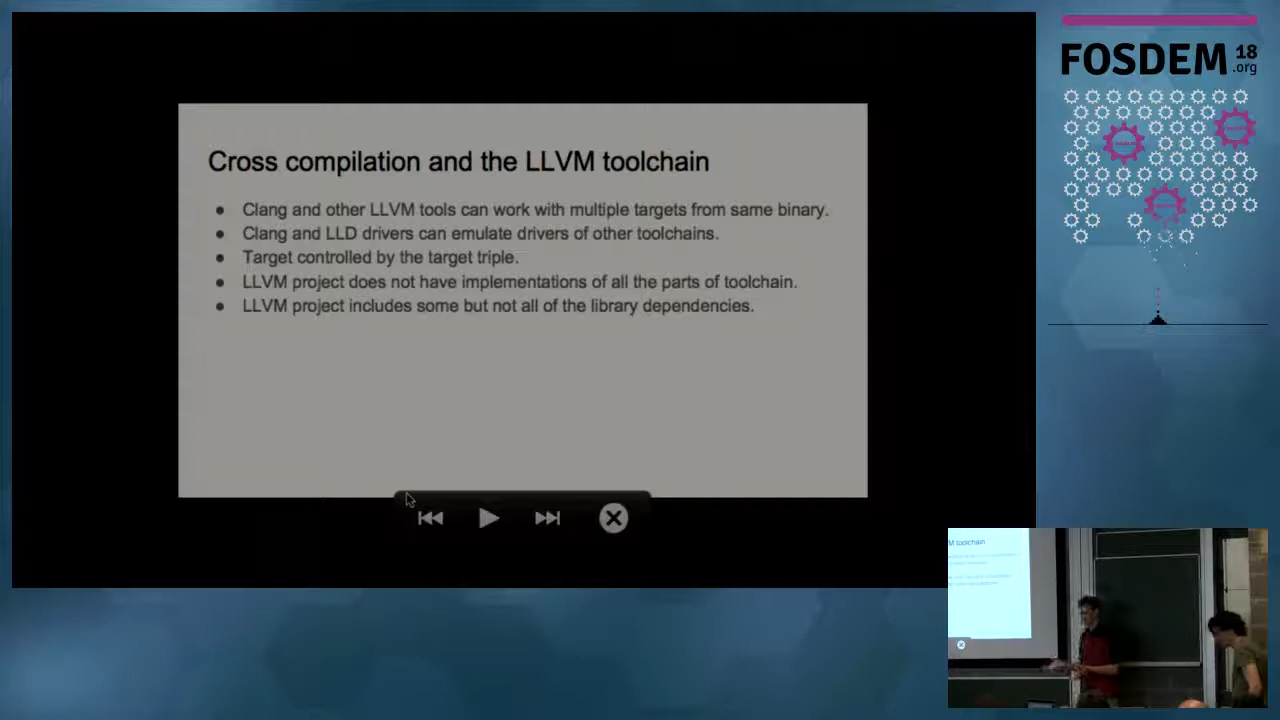 FOSDEM 18
.org
Cross compilation and the LLVM toolchain
● Clang and other LLVM tools can work with multiple targets from same binary.
● Clang and LLD drivers can emulate drivers of other toolchains.
● Target controlled by the target triple.
● LLVM project does not have implementations of all the parts of toolchain.
● LLVM project includes some but not all of the library dependencies.
M toolchain